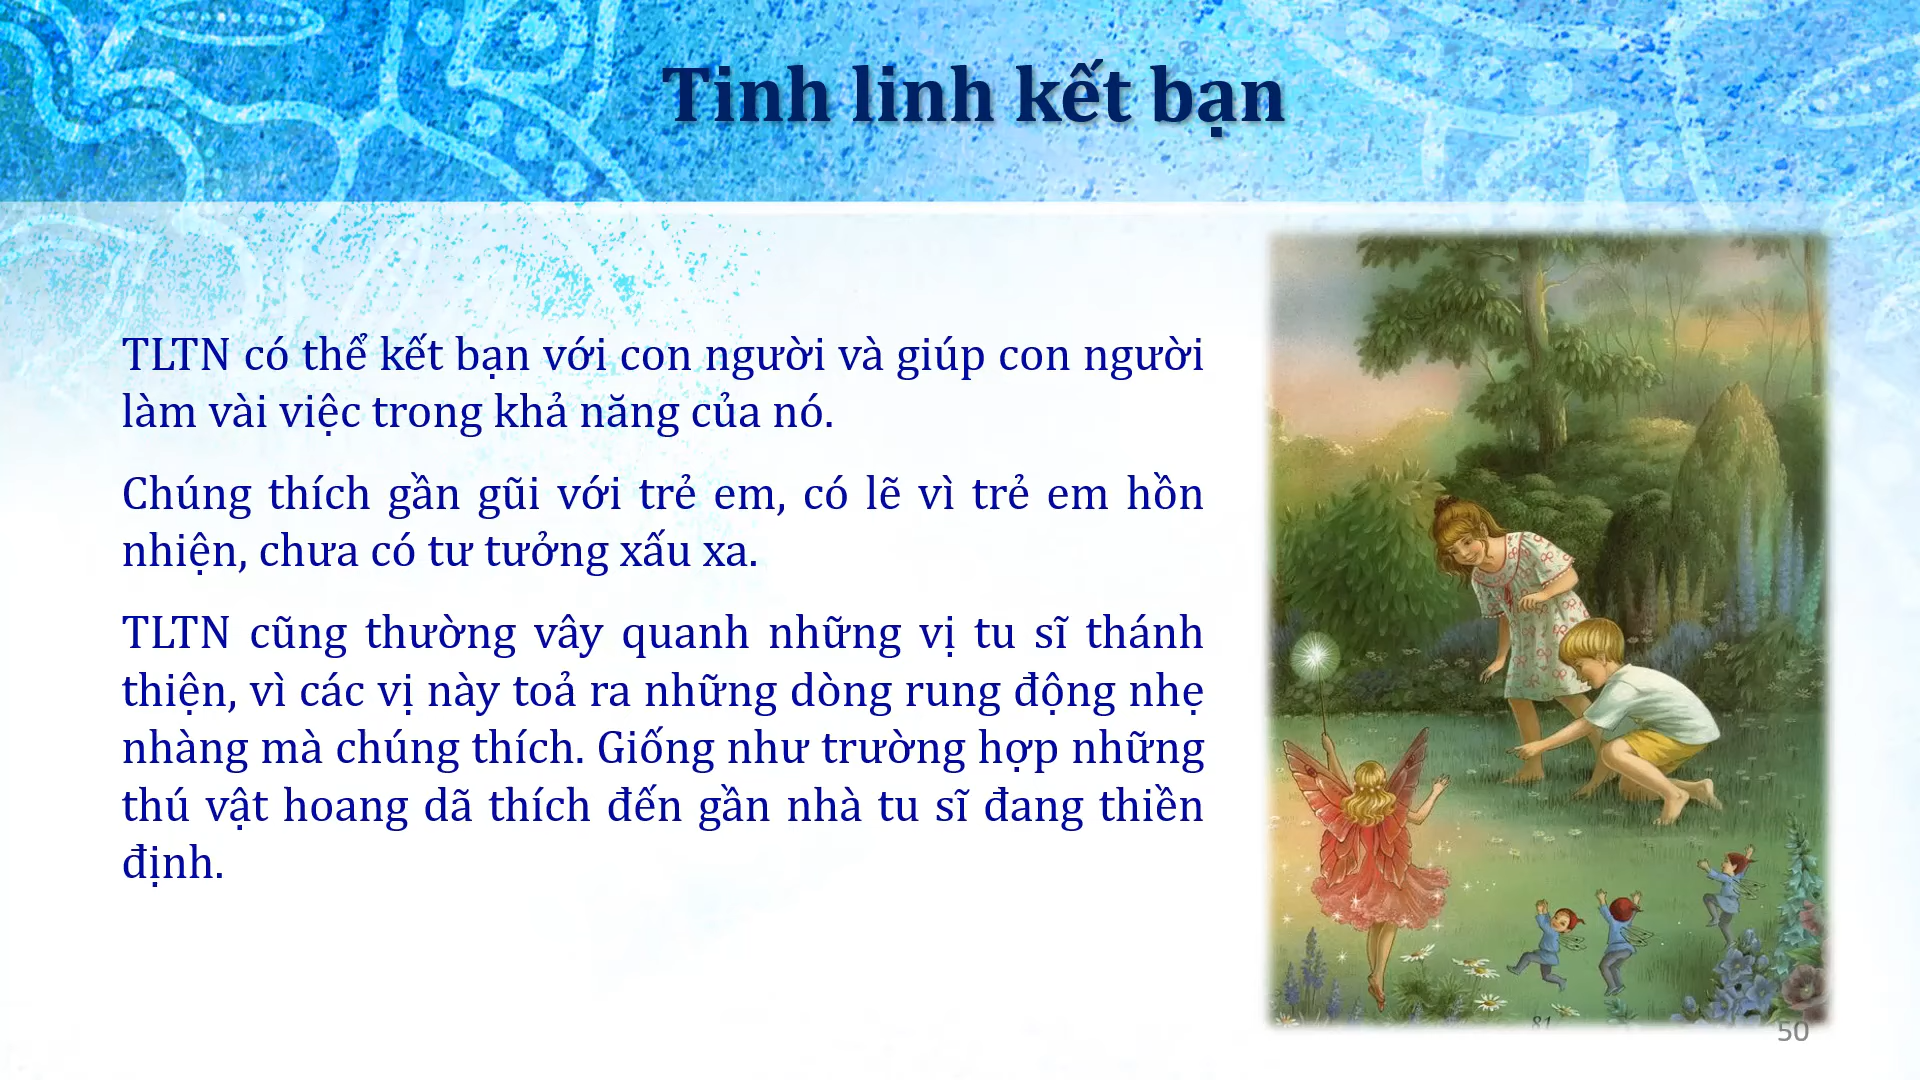 Tinh linh kết bạn
TLTN có thể kết bạn với con người và giúp con người
làm vài việc trong khả năng của nó.
Chúng thích gần gũi với trẻ em, có lẽ vì trẻ em hồn
nhiện, chưa có tư tưởng xấu xa.
TLTN cũng thường vây quanh những vị tu sĩ thánh
thiện, vì các vị này toả ra những dòng rung động nhẹ
nhàng mà chúng thích. Giống như trường hợp những
thú vật hoang dã thích đến gần nhà tu sĩ đang thiền
định.
81
50